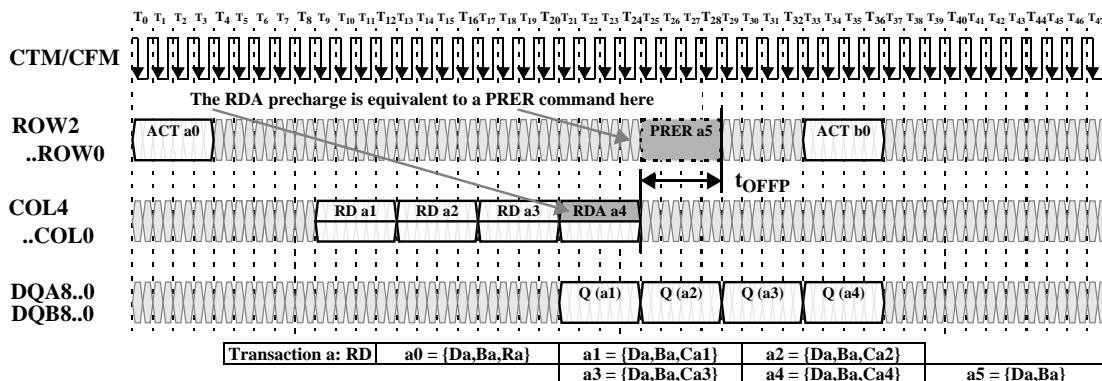 T0 T1 T2 T3 T4 T5 T6 T7 T8 T9 T10 T11 T12 T13 T14 T15 T16 T17 T18 T19 T20 T21 T22 T23 T24 T25 T26 T27 T28 T29 T30 T31 T32 T33 T34 T35 T36 T37 T38 T39 T40 T41 T42 T43 T44 T45 T46 T47
CTM/CFM
The RDA precharge is equivalent to a PRER command here
ROW2
..ROW0
ACT a0 PRER a5 ACT b0
tOFFP
COL4
..COL0
RD a1 RD a2 RD a3 RDA a4
DQA8..0
DQB8..0
Q (a1) Q (a2) Q (a3) Q (a4)
Transaction a: RD a0 = {Da,Ba,Ra} a1 = {Da,Ba,Ca1} a2 = {Da,Ba,Ca2}
a3 = {Da,Ba,Ca3} a4 = {Da,Ba,Ca4} a5 = {Da,Ba}